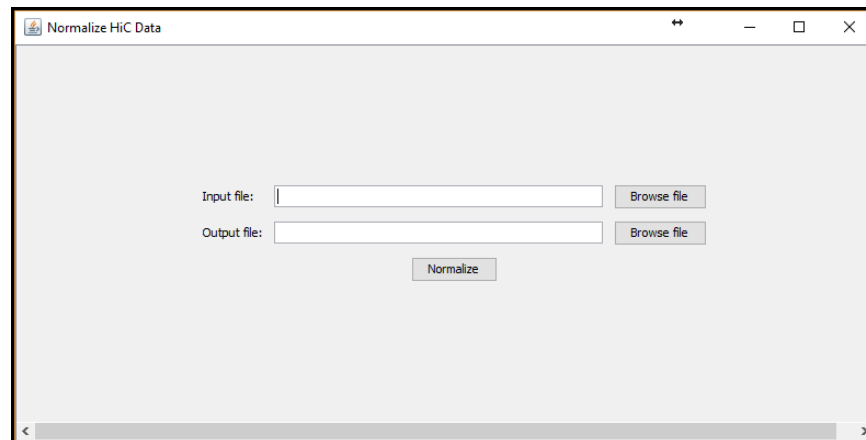 Normalize HiC Data
Input file: Browse file
Output file: Browse file
Normalize